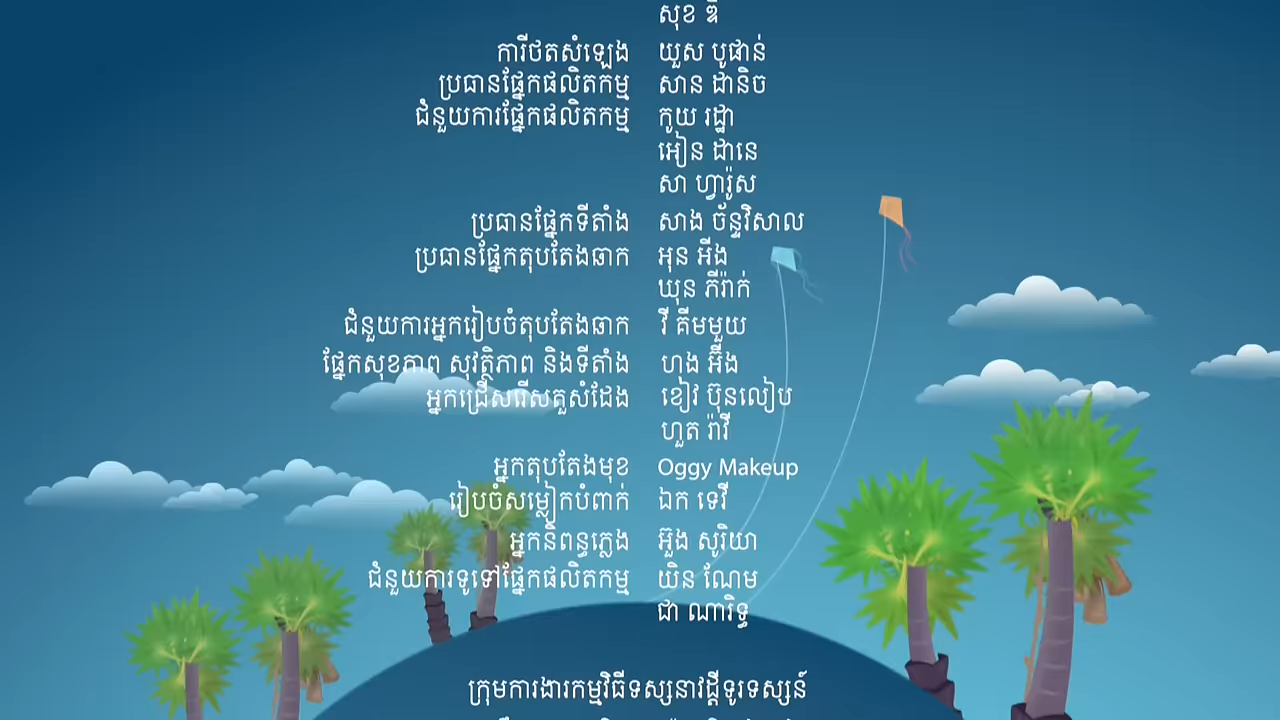 សុខ ឌី
ការីថតសំឡេង យួស បូផាន់
ប្រធានផ្នែកផលិតកម្ម សាន ដានិច
ជំនួយការផ្នែកផលិតកម្ម កូយ រដ្ឋា
អៀន ដានេ
សា ហ្វារ៉ូស
ប្រធានផ្នែកទីតាំង សាង ច័ន្ទវិសាល
ប្រធានផ្នែកតុបតែងឆាក អុន អឹង
ឃុន ភីរ៉ាក់
ជំនួយការអ្នករៀបចំតុបតែងឆាក វី គីមមួយ
ផ្នែកសុខភាព សុវត្ថិភាព និងទីតាំង ហង អ៊ឹង
អ្នកជ្រើសរើសតួសំដែង ខៀវ ប៊ុនលៀប
ហួត រ៉ាវី
អ្នកតុបតែងមុខ Oggy Makeup
រៀបចំសម្លៀកបំពាក់ ឯក ទេវី
អ្នកនិពន្ធភ្លេង អ៊ួង សូរិយា
ជំនួយការទូទៅផ្នែកផលិតកម្ម យិន ណែម
ជា ណារិទ្ធ
ក្រុមការងារកម្មវិធីទស្សនាវដ្ដីទូរទស្សន៍